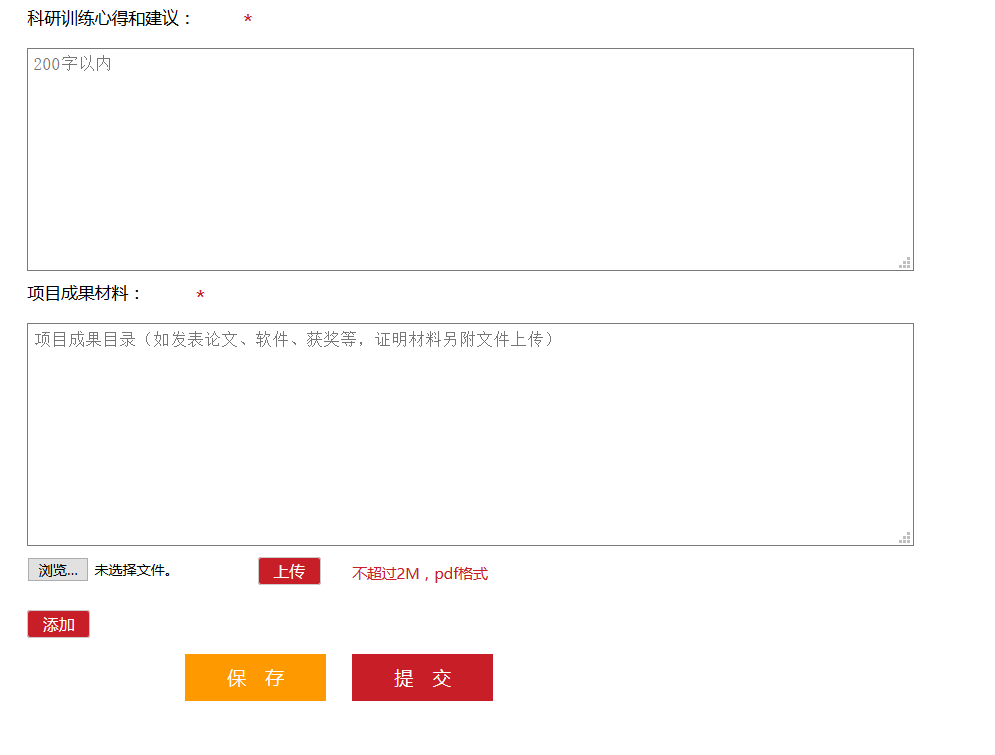 科研训练心得和建议： *
200字以内
项目成果材料： *
项目成果目录（如发表论文、软件、获奖等，证明材料另附文件上传）
浏览... 未选择文件。 上传 不超过2M，pdf格式
添加
保 存 提 交